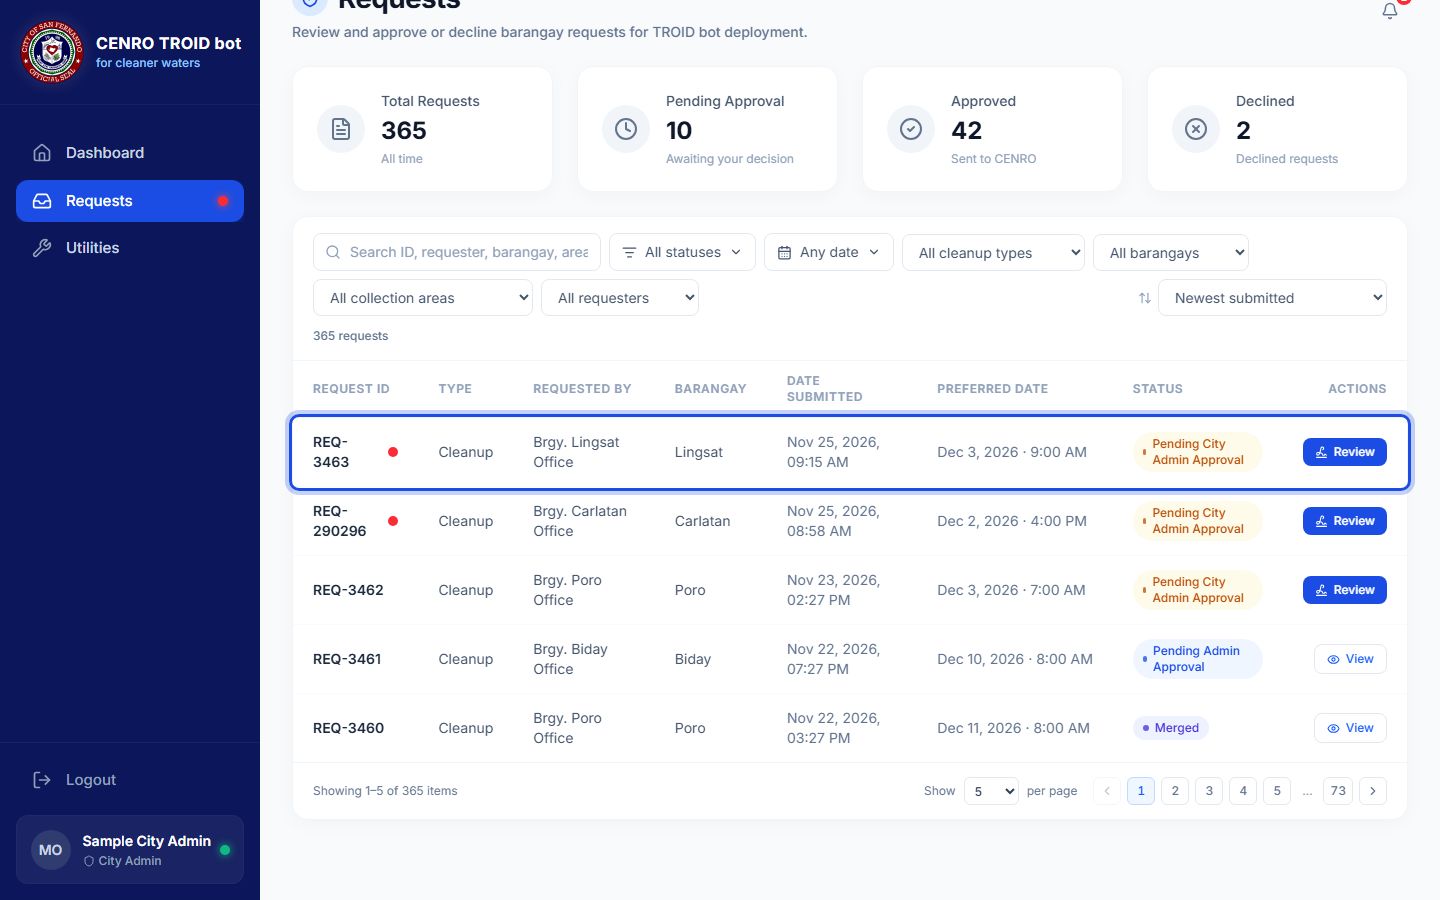 CITY OF SAN FERNANDO
OFFICIAL SEAL
CENRO TROID bot
for cleaner waters
Dashboard
Requests
Utilities
Logout
MO
Sample City Admin
City Admin
Requests
Review and approve or decline barangay requests for TROID bot deployment.
Total Requests
365
All time
Pending Approval
10
Awaiting your decision
Approved
42
Sent to CENRO
Declined
2
Declined requests
Search ID, requester, barangay, area
All statuses
Any date
All cleanup types
All barangays
All collection areas
All requesters
Newest submitted
365 requests
REQUEST ID TYPE REQUESTED BY BARANGAY DATE SUBMITTED PREFERRED DATE STATUS ACTIONS
REQ-3463 Cleanup Brgy. Lingsat Office Lingsat Nov 25, 2026, 09:15 AM Dec 3, 2026 · 9:00 AM Pending City Admin Approval Review
REQ-290296 Cleanup Brgy. Carlatan Office Carlatan Nov 25, 2026, 08:58 AM Dec 2, 2026 · 4:00 PM Pending City Admin Approval Review
REQ-3462 Cleanup Brgy. Poro Office Poro Nov 23, 2026, 02:27 PM Dec 3, 2026 · 7:00 AM Pending City Admin Approval Review
REQ-3461 Cleanup Brgy. Biday Office Biday Nov 22, 2026, 07:27 PM Dec 10, 2026 · 8:00 AM Pending Admin Approval View
REQ-3460 Cleanup Brgy. Poro Office Poro Nov 22, 2026, 03:27 PM Dec 11, 2026 · 8:00 AM Merged View
Showing 1–5 of 365 items
Show 5 per page
1 2 3 4 5 … 73